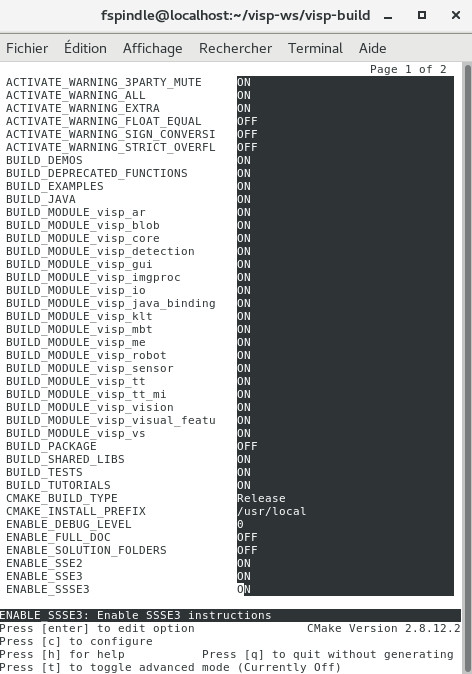 fspindle@localhost:~/visp-ws/visp-build
Fichier Édition Affichage Rechercher Terminal Aide
Page 1 of 2
ACTIVATE_WARNING_3PARTY_MUTE ON
ACTIVATE_WARNING_ALL ON
ACTIVATE_WARNING_EXTRA ON
ACTIVATE_WARNING_FLOAT_EQUAL OFF
ACTIVATE_WARNING_SIGN_CONVERSI OFF
ACTIVATE_WARNING_STRICT_OVERFL OFF
BUILD_DEMOS ON
BUILD_DEPRECATED_FUNCTIONS ON
BUILD_EXAMPLES ON
BUILD_JAVA ON
BUILD_MODULE_visp_ar ON
BUILD_MODULE_visp_blob ON
BUILD_MODULE_visp_core ON
BUILD_MODULE_visp_detection ON
BUILD_MODULE_visp_gui ON
BUILD_MODULE_visp_imgproc ON
BUILD_MODULE_visp_io ON
BUILD_MODULE_visp_java_binding ON
BUILD_MODULE_visp_klt ON
BUILD_MODULE_visp_mbt ON
BUILD_MODULE_visp_me ON
BUILD_MODULE_visp_robot ON
BUILD_MODULE_visp_sensor ON
BUILD_MODULE_visp_tt ON
BUILD_MODULE_visp_tt_mi ON
BUILD_MODULE_visp_vision ON
BUILD_MODULE_visp_visual_featu ON
BUILD_MODULE_visp_vs ON
BUILD_PACKAGE OFF
BUILD_SHARED_LIBS ON
BUILD_TESTS ON
BUILD_TUTORIALS ON
CMAKE_BUILD_TYPE Release
CMAKE_INSTALL_PREFIX /usr/local
ENABLE_DEBUG_LEVEL 0
ENABLE_FULL_DOC OFF
ENABLE_SOLUTION_FOLDERS OFF
ENABLE_SSE2 ON
ENABLE_SSE3 ON
ENABLE_SSSE3 ON
ENABLE_SSSE3: Enable SSSE3 instructions
Press [enter] to edit option CMake Version 2.8.12.2
Press [c] to configure
Press [h] for help Press [q] to quit without generating
Press [t] to toggle advanced mode (Currently Off)